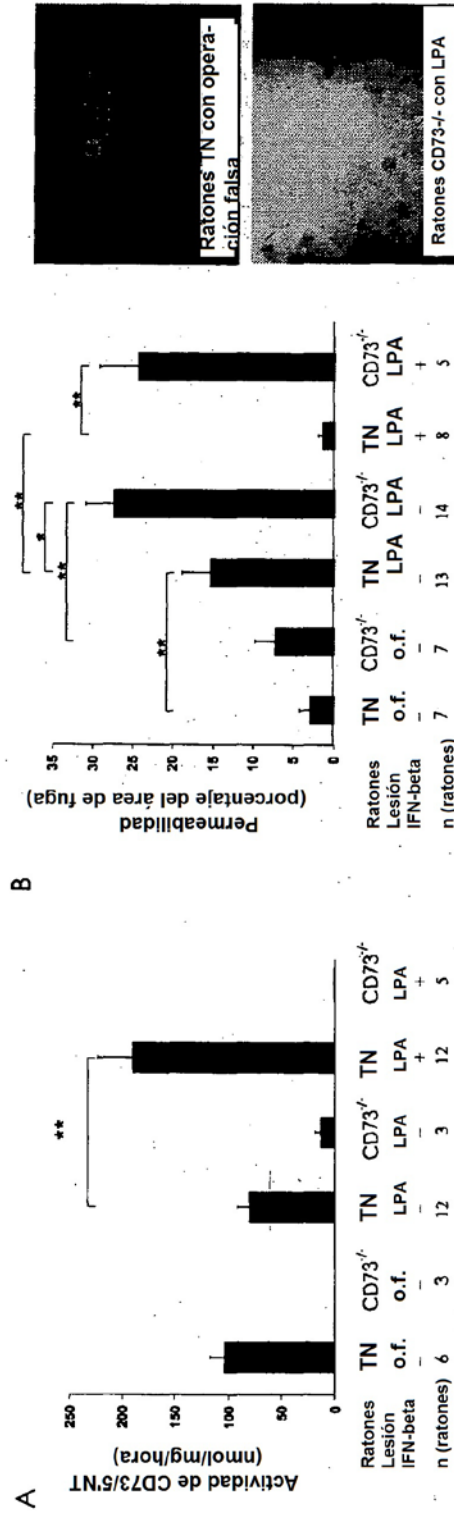 A
Actividad de CD73/5'NT
(nmol/mg/hora)
250
200
150
100
50
0
**
Ratones TN CD73-/- TN CD73-/- TN CD73-/-
Lesión o.f. o.f. LPA LPA LPA LPA
IFN-beta – – – – + +
n (ratones) 6 3 12 3 12 5
B
Permeabilidad
(porcentaje del área de fuga)
35
30
25
20
15
10
5
0
**
*
**
**
**
Ratones TN CD73-/- TN CD73-/- TN CD73-/-
Lesión o.f. o.f. LPA LPA LPA LPA
IFN-beta – – – – + +
n (ratones) 7 7 13 14 8 5
Ratones TN con opera-
ción falsa
Ratones CD73-/- con LPA